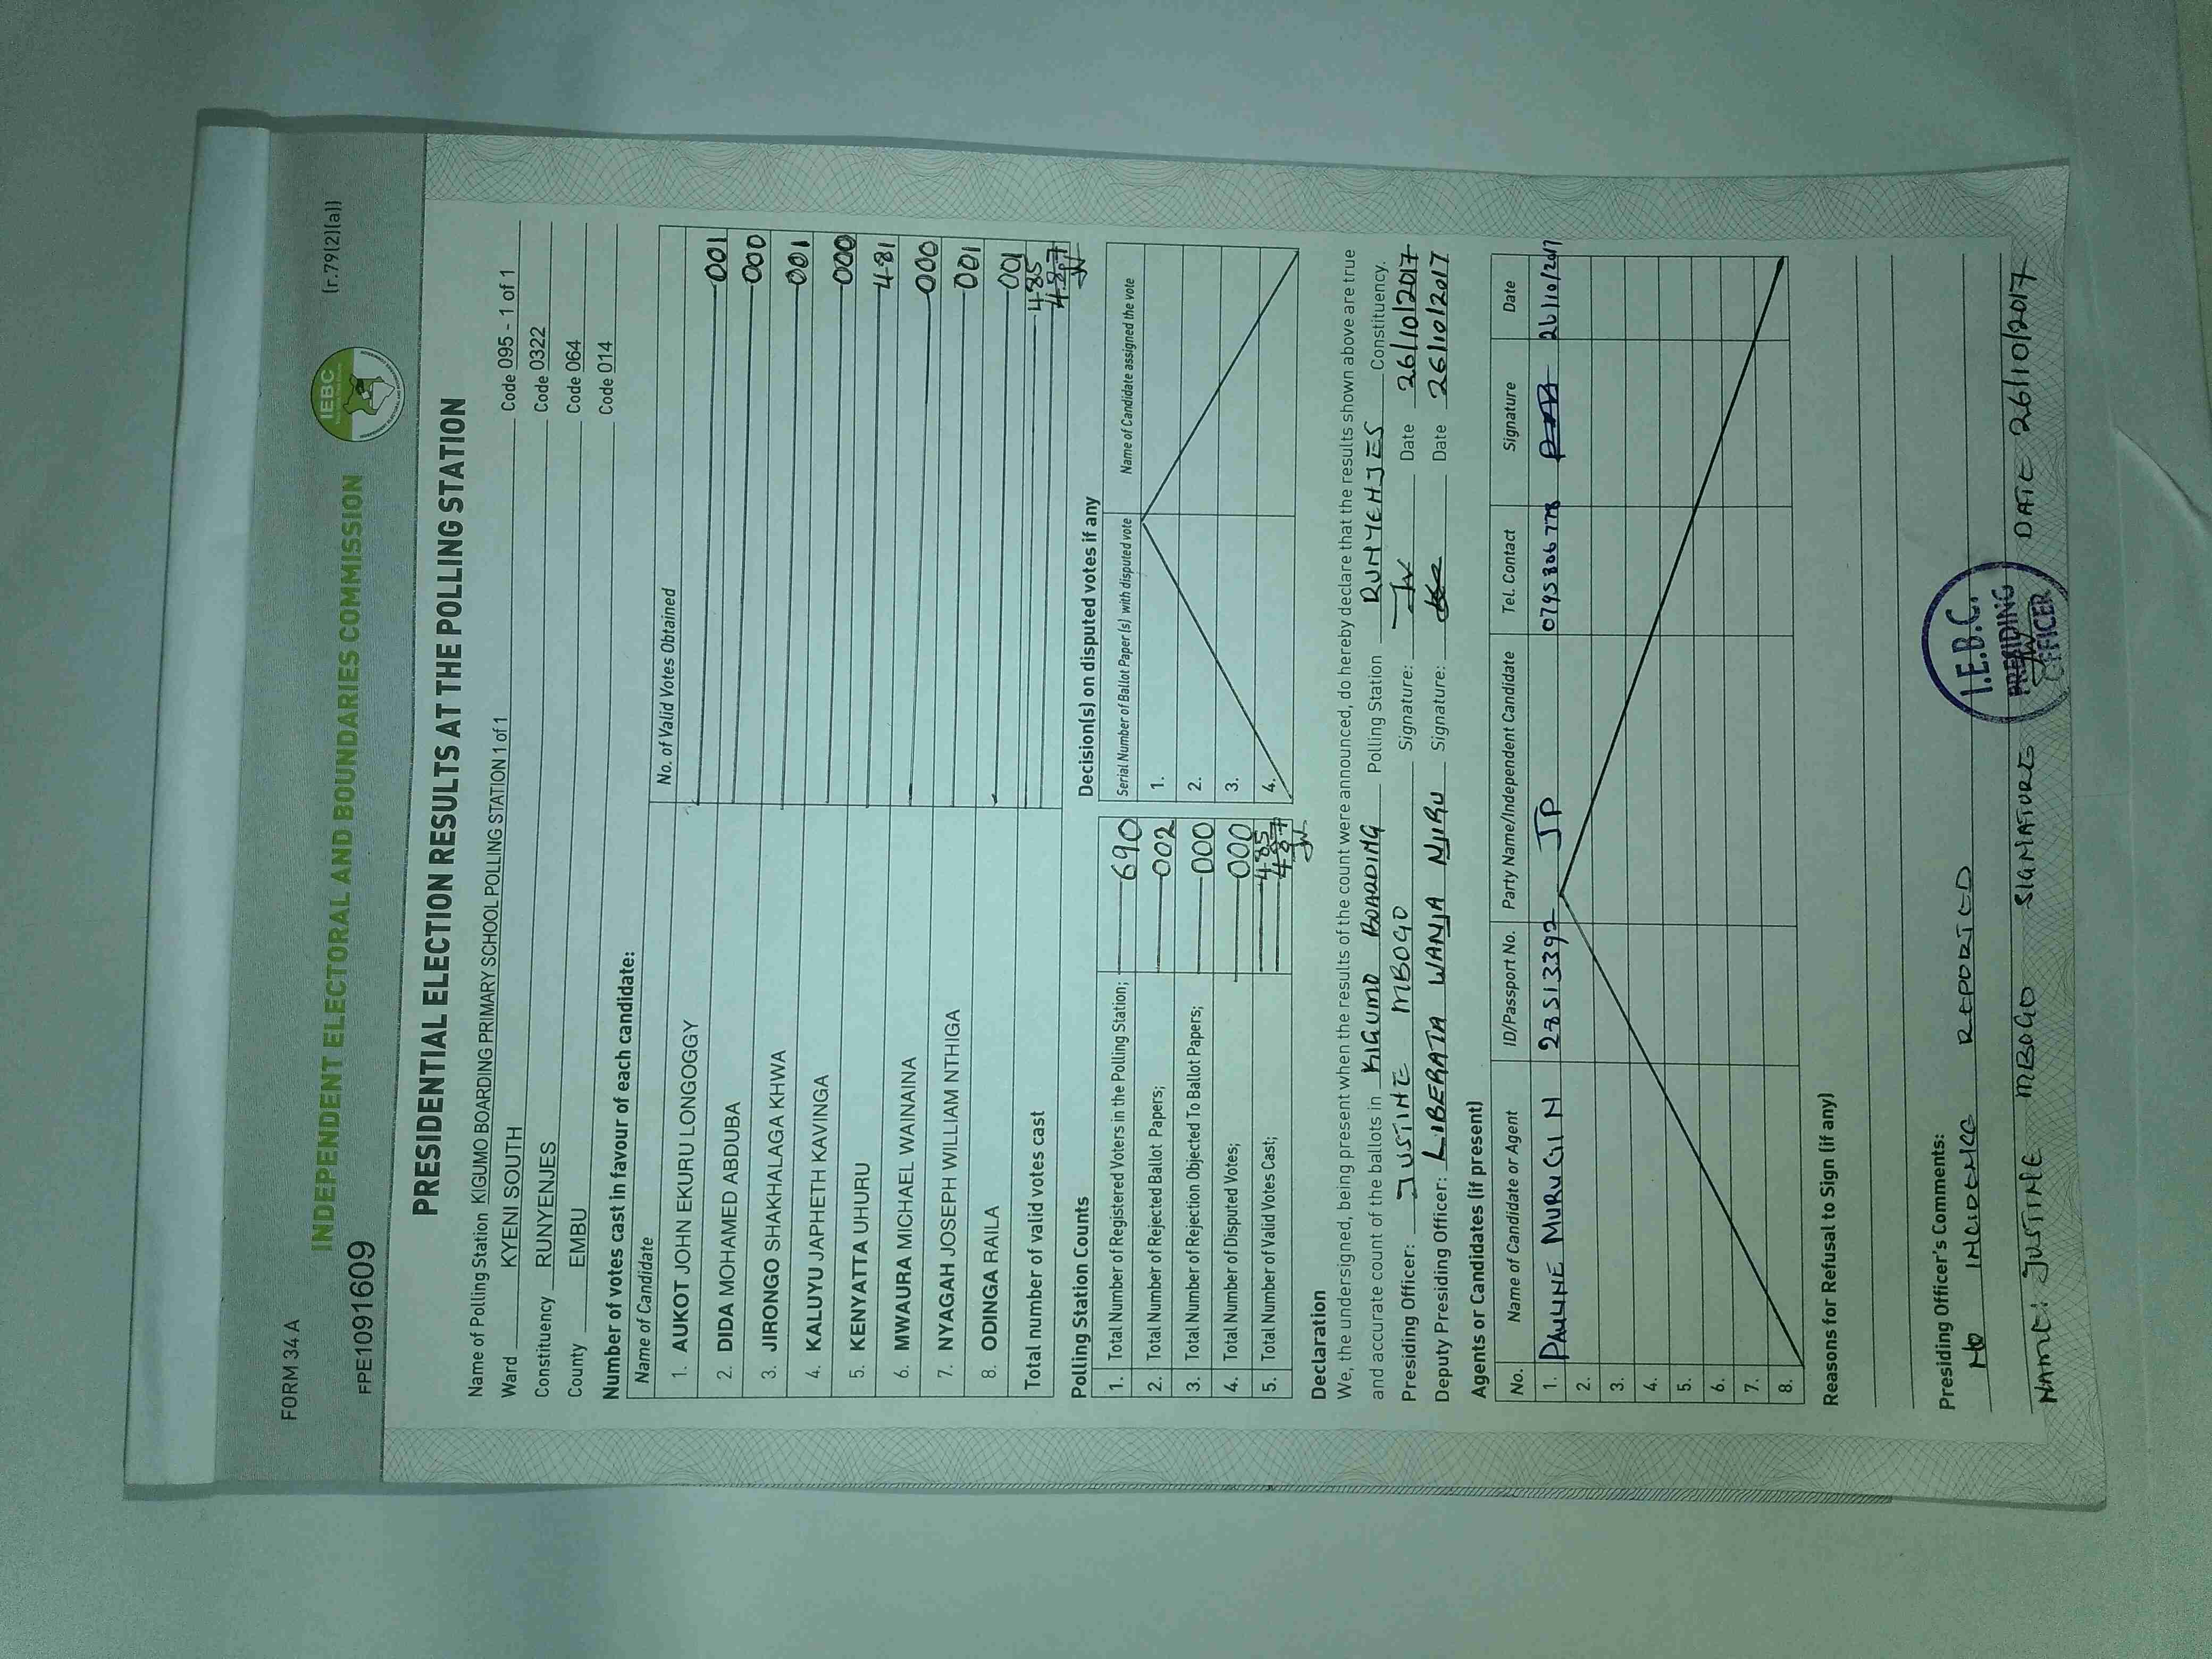 FORM 34 A
(r.79(2)(a))
INDEPENDENT ELECTORAL AND BOUNDARIES COMMISSION
IEBC
FPE1091609
PRESIDENTIAL ELECTION RESULTS AT THE POLLING STATION
Name of Polling Station KIGUMO BOARDING PRIMARY SCHOOL POLLING STATION 1 of 1 Code 095 - 1 of 1
Ward KYENI SOUTH Code 0322
Constituency RUNYENJES Code 064
County EMBU Code 014
Number of votes cast in favour of each candidate:
Name of Candidate No. of Valid Votes Obtained
1. AUKOT JOHN EKURU LONGOGGY 001
2. DIDA MOHAMED ABDUBA 000
3. JIRONGO SHAKHALAGA KHWA 001
4. KALUYU JAPHETH KAVINGA 000
5. KENYATTA UHURU 481
6. MWAURA MICHAEL WAINAINA 000
7. NYAGAH JOSEPH WILLIAM NTHIGA 001
8. ODINGA RAILA 001
Total number of valid votes cast 485
487
Polling Station Counts
1. Total Number of Registered Voters in the Polling Station; 690
2. Total Number of Rejected Ballot Papers; 002
3. Total Number of Rejection Objected To Ballot Papers; 000
4. Total Number of Disputed Votes; 000
5. Total Number of Valid Votes Cast; 485
487
Decision(s) on disputed votes if any
Serial Number of Ballot Paper (s) with disputed vote Name of Candidate assigned the vote
1.
2.
3.
4.
Declaration
We, the undersigned, being present when the results of the count were announced, do hereby declare that the results shown above are true
and accurate count of the ballots in KIGUMO BOARDING Polling Station RUNYENJES Constituency.
Presiding Officer: JUSTINE MBOGO Signature: JN Date 26/10/2017
Deputy Presiding Officer: LIBERATA WANJA NJIRU Signature: Date 26/10/2017
Agents or Candidates (if present)
No. Name of Candidate or Agent ID/Passport No. Party Name/Independent Candidate Tel. Contact Signature Date
1. PAULINE MURUGI N 23513392 JP 0795806778 26/10/2017
2.
3.
4.
5.
6.
7.
8.
Reasons for Refusal to Sign (if any)
Presiding Officer's Comments:
NO INCIDENCE REPORTED
NAME: JUSTINE MBOGO SIGNATURE DATE 26/10/2017
I.E.B.C.
PRESIDING
OFFICER